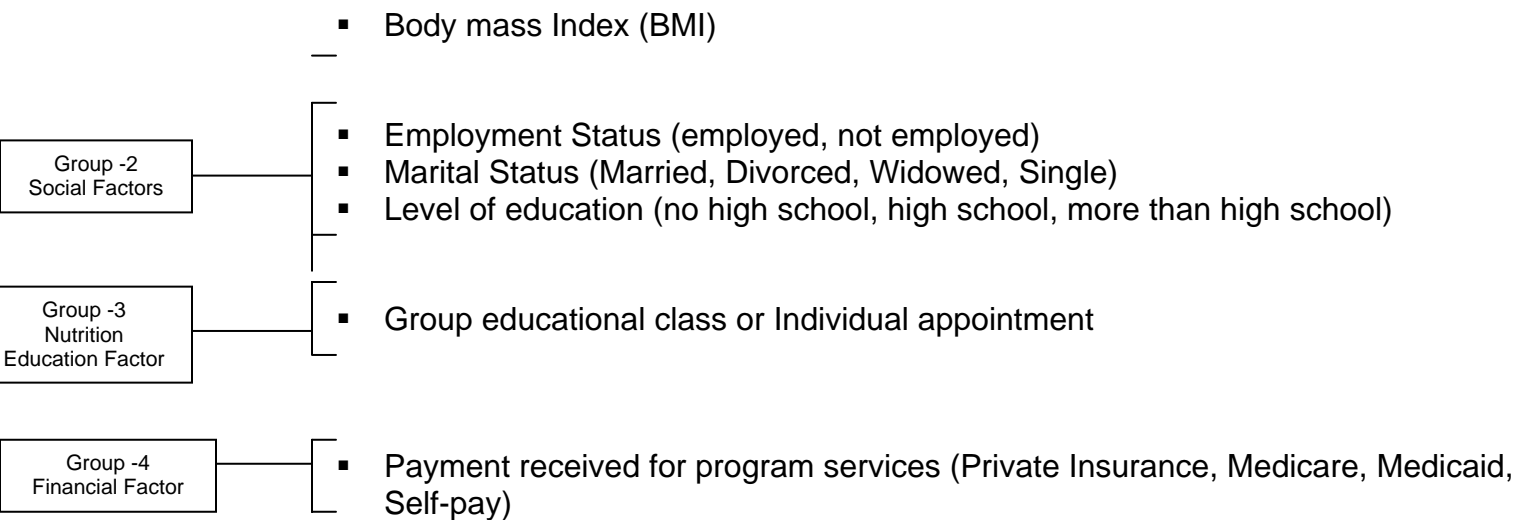 ▪ Body mass Index (BMI)
Group -2
Social Factors
▪ Employment Status (employed, not employed)
▪ Marital Status (Married, Divorced, Widowed, Single)
▪ Level of education (no high school, high school, more than high school)
Group -3
Nutrition
Education Factor
▪ Group educational class or Individual appointment
Group -4
Financial Factor
▪ Payment received for program services (Private Insurance, Medicare, Medicaid,
Self-pay)